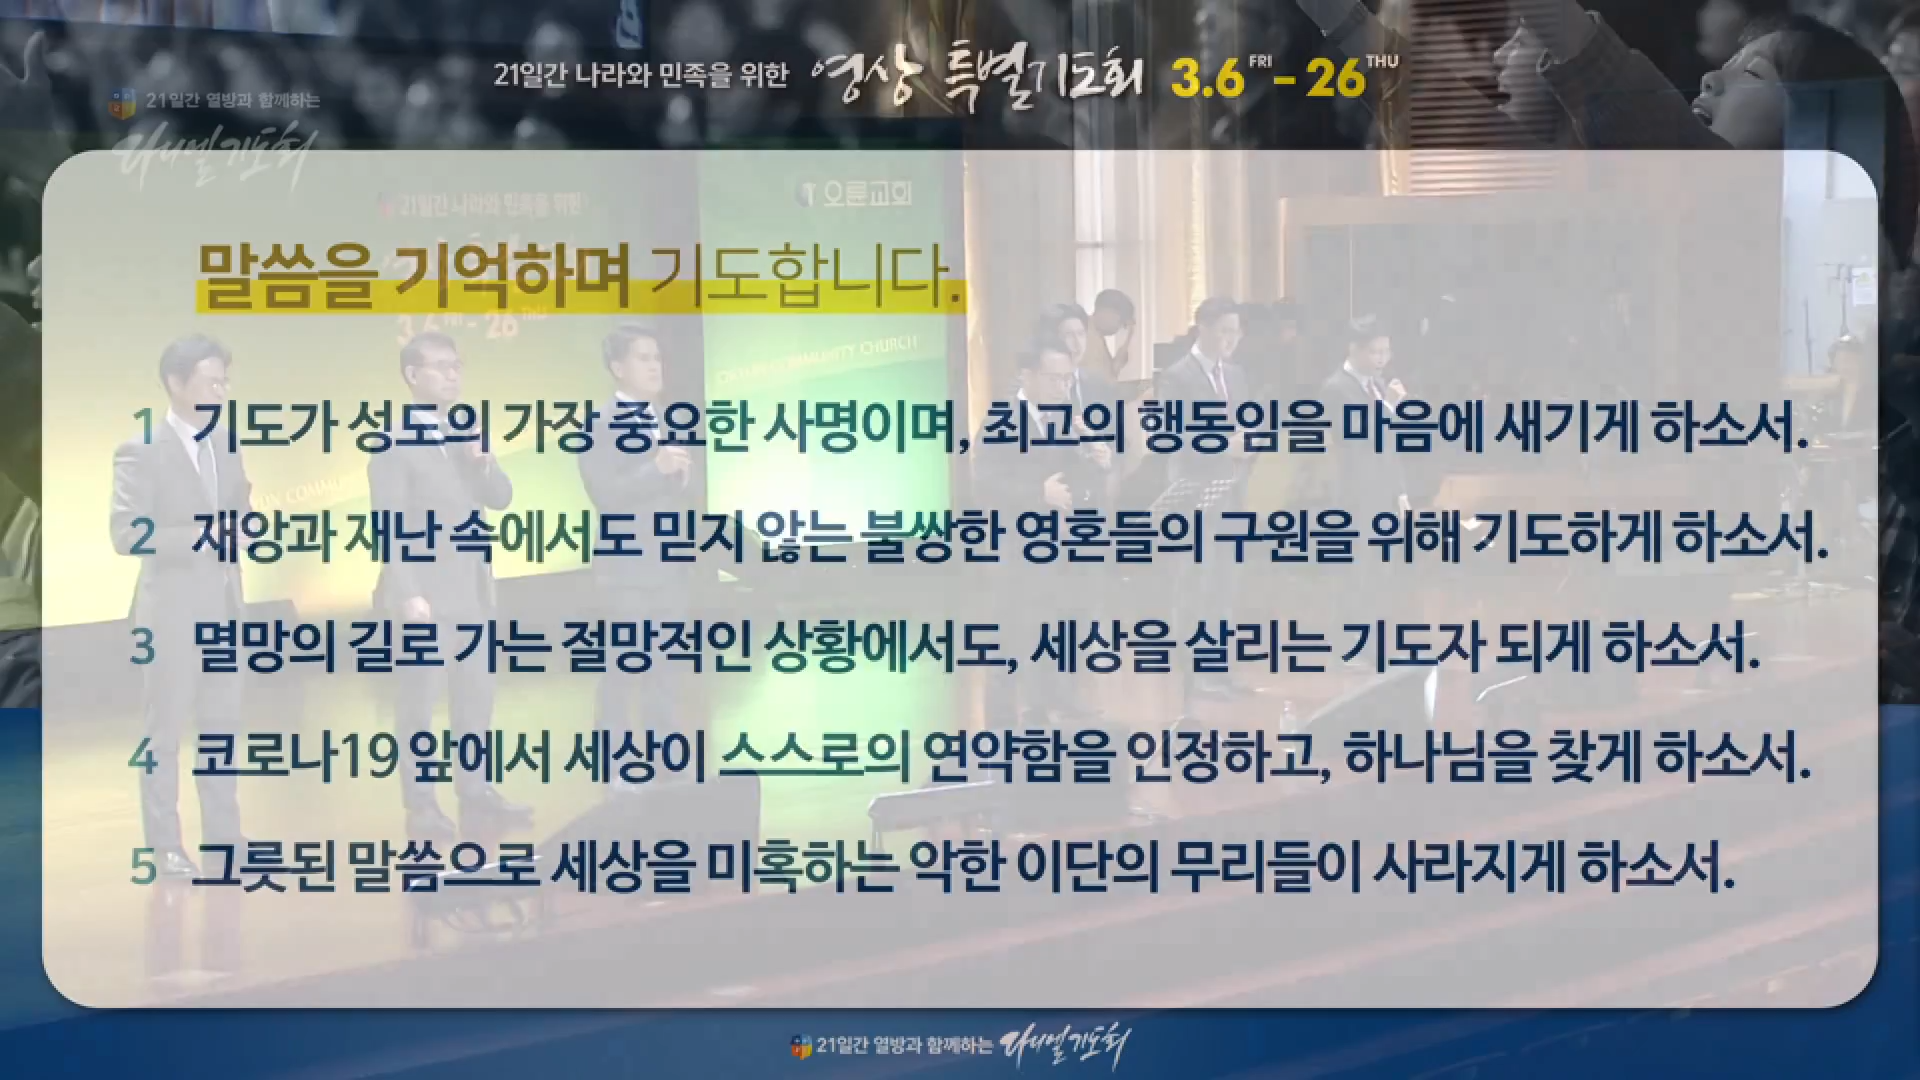 21일간 나라와 민족을 위한 영상 특별기도회 3.6 FRI - 26 THU
21일간 열방과 함께하는
다니엘기도회
21일간 나라와 민족을 위한
오륜교회
말씀을 기억하며 기도합니다.
3.6 FRI - 26 THU
COMMUNITY CHURCH
1 기도가 성도의 가장 중요한 사명이며, 최고의 행동임을 마음에 새기게 하소서.
2 재앙과 재난 속에서도 믿지 않는 불쌍한 영혼들의 구원을 위해 기도하게 하소서.
3 멸망의 길로 가는 절망적인 상황에서도, 세상을 살리는 기도자 되게 하소서.
4 코로나19 앞에서 세상이 스스로의 연약함을 인정하고, 하나님을 찾게 하소서.
5 그릇된 말씀으로 세상을 미혹하는 악한 이단의 무리들이 사라지게 하소서.
21일간 열방과 함께하는 다니엘기도회